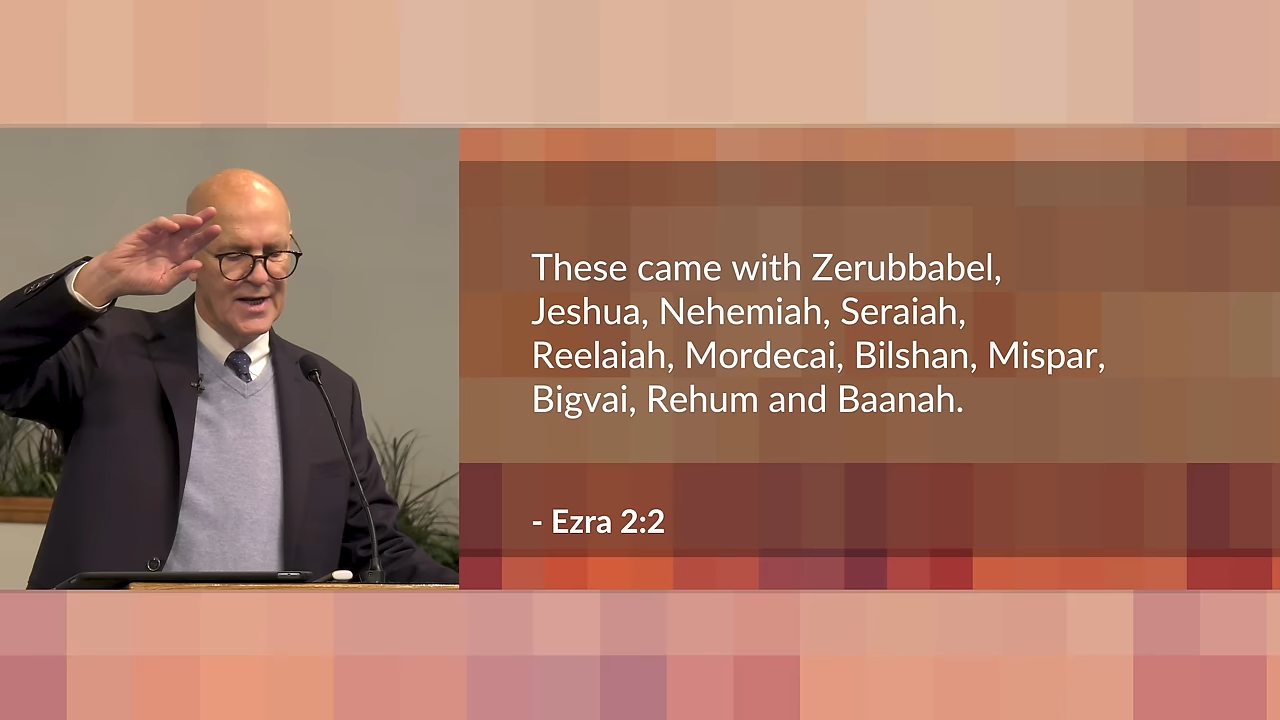 These came with Zerubbabel,
Jeshua, Nehemiah, Seraiah,
Reelaiah, Mordecai, Bilshan, Mispar,
Bigvai, Rehum and Baanah.
- Ezra 2:2